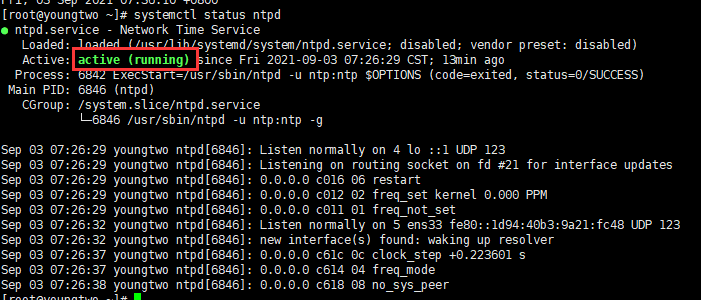 Fri, 03 Sep 2021 07:36:10 +0800
[root@youngtwo ~]# systemctl status ntpd
● ntpd.service - Network Time Service
Loaded: loaded (/usr/lib/systemd/system/ntpd.service; disabled; vendor preset: disabled)
Active: active (running) since Fri 2021-09-03 07:26:29 CST; 13min ago
Process: 6842 ExecStart=/usr/sbin/ntpd -u ntp:ntp $OPTIONS (code=exited, status=0/SUCCESS)
Main PID: 6846 (ntpd)
CGroup: /system.slice/ntpd.service
└─6846 /usr/sbin/ntpd -u ntp:ntp -g
Sep 03 07:26:29 youngtwo ntpd[6846]: Listen normally on 4 lo ::1 UDP 123
Sep 03 07:26:29 youngtwo ntpd[6846]: Listening on routing socket on fd #21 for interface updates
Sep 03 07:26:29 youngtwo ntpd[6846]: 0.0.0.0 c016 06 restart
Sep 03 07:26:29 youngtwo ntpd[6846]: 0.0.0.0 c012 02 freq_set kernel 0.000 PPM
Sep 03 07:26:29 youngtwo ntpd[6846]: 0.0.0.0 c011 01 freq_not_set
Sep 03 07:26:32 youngtwo ntpd[6846]: Listen normally on 5 ens33 fe80::1d94:40b3:9a21:fc48 UDP 123
Sep 03 07:26:32 youngtwo ntpd[6846]: new interface(s) found: waking up resolver
Sep 03 07:26:37 youngtwo ntpd[6846]: 0.0.0.0 c61c 0c clock_step +0.223601 s
Sep 03 07:26:37 youngtwo ntpd[6846]: 0.0.0.0 c614 04 freq_mode
Sep 03 07:26:38 youngtwo ntpd[6846]: 0.0.0.0 c618 08 no_sys_peer
[root@youngtwo ~]#